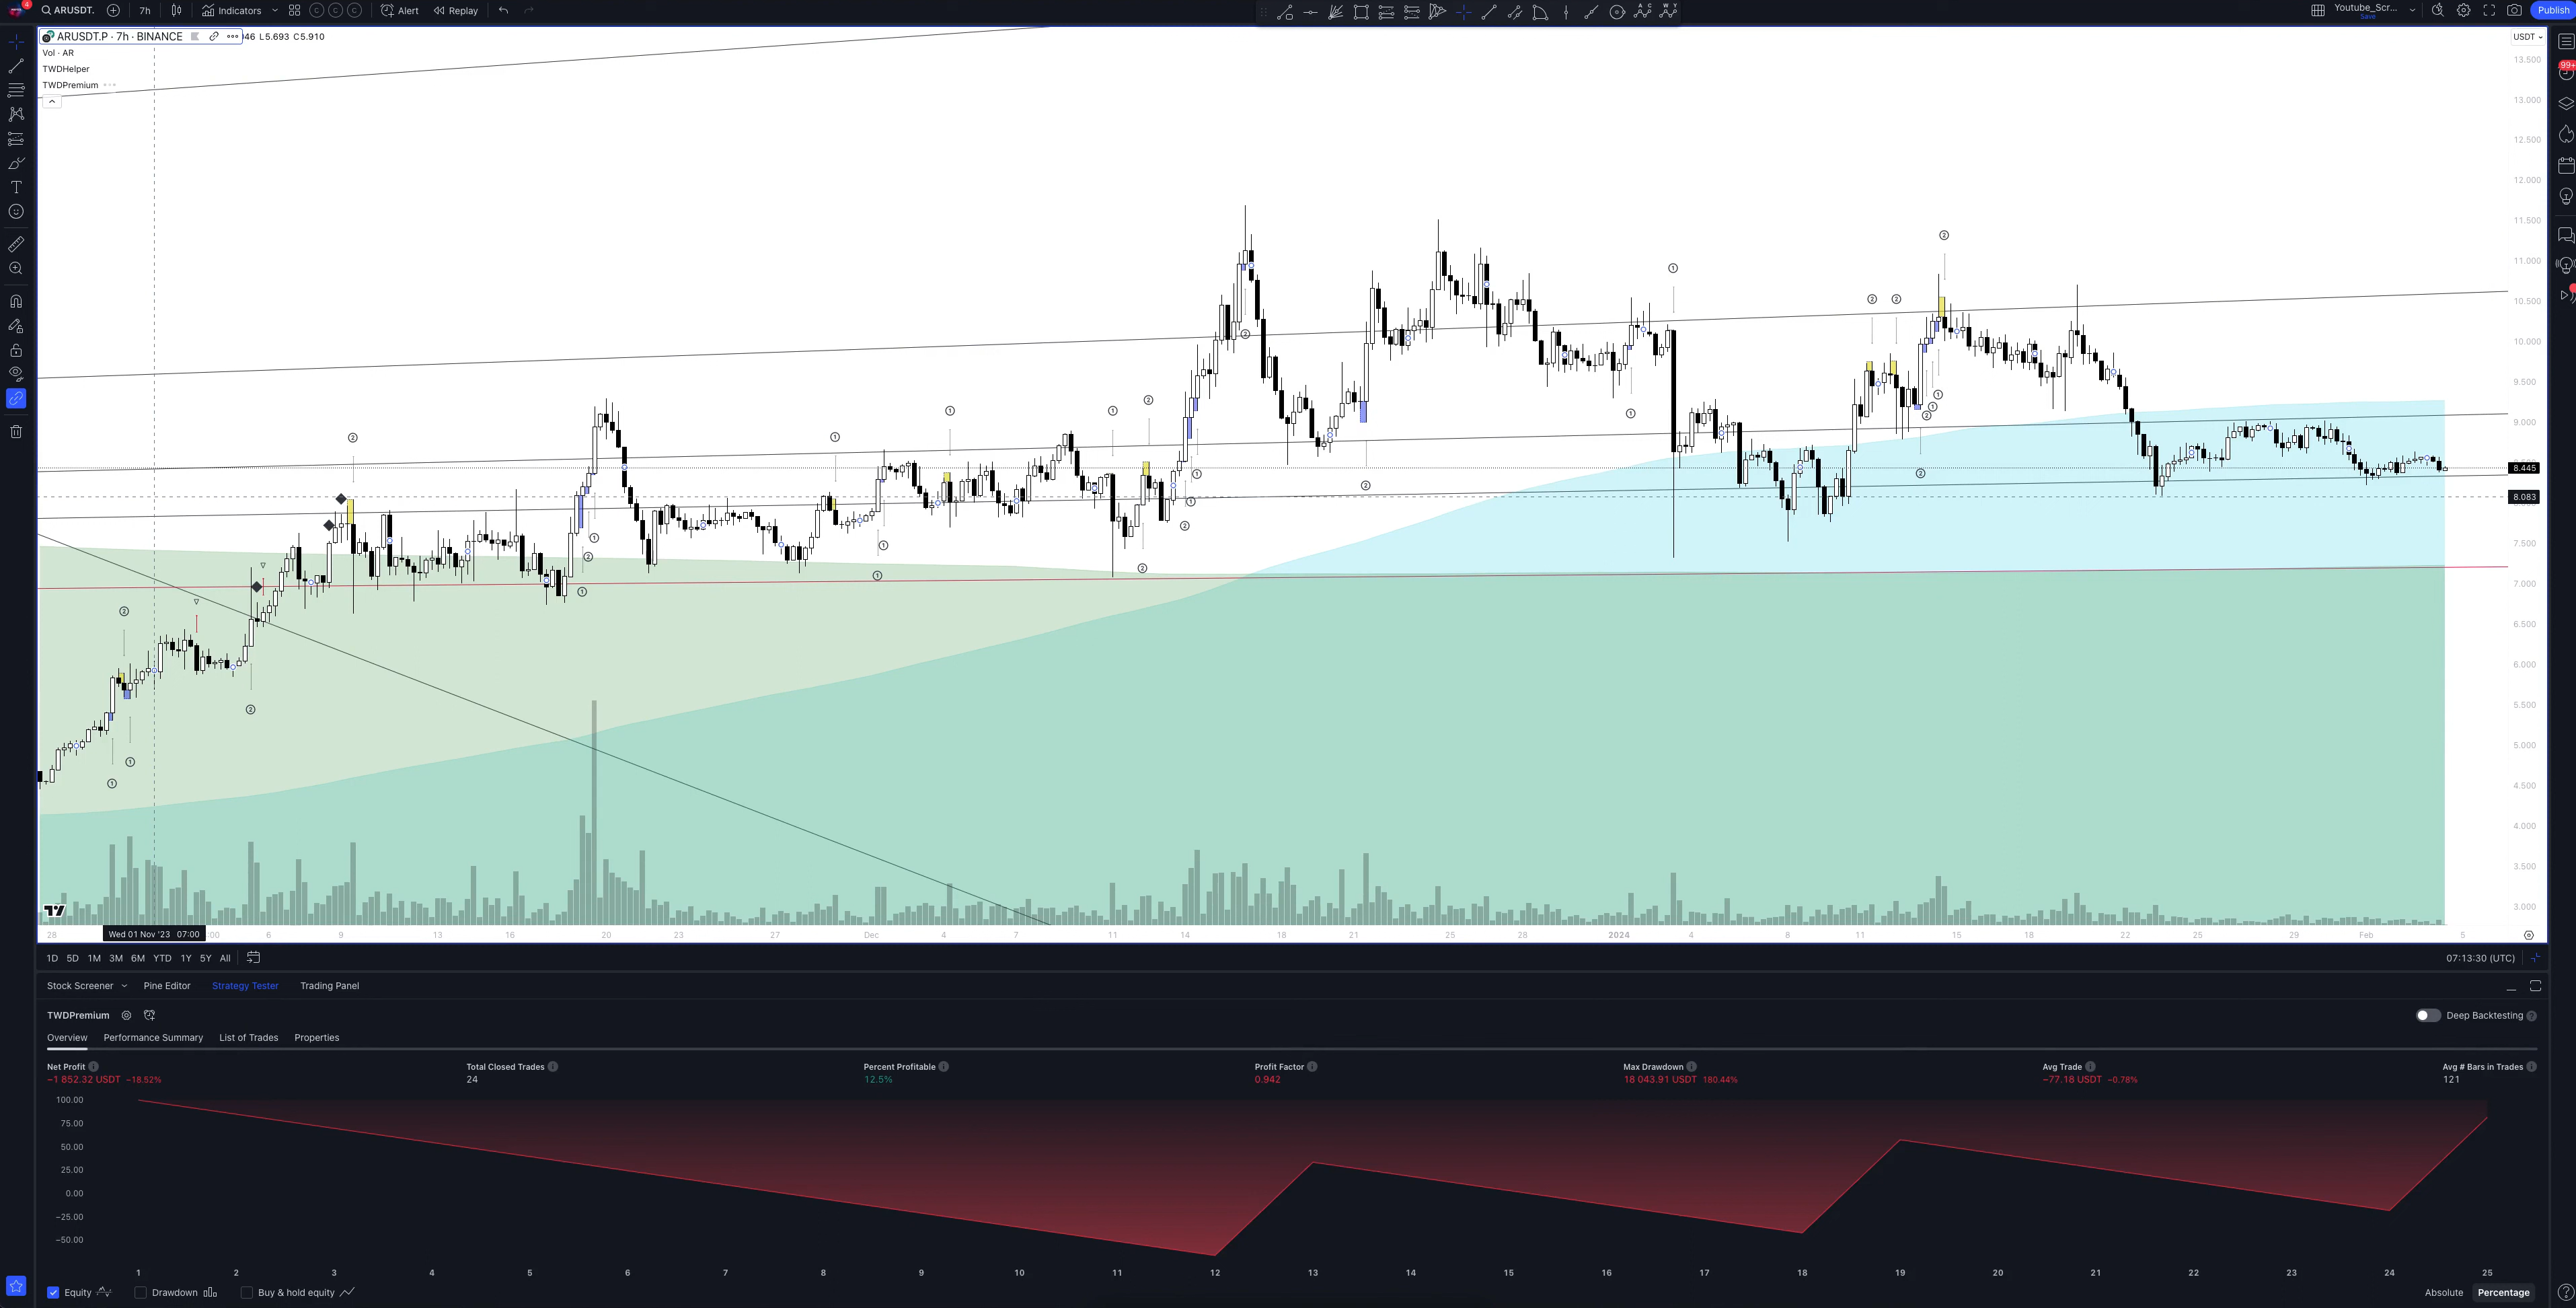 4 ARUSDT. 7h Indicators Alert Replay Youtube_Scr... Save Publish
ARUSDT.P · 7h · BINANCE 046 L5.693 C5.910 USDT
Vol · AR
TWDHelper
TWDPremium
99+
13.500
13.000
12.500
12.000
11.500
11.000
10.500
10.000
9.500
9.000
8.445
8.083
7.500
7.000
6.500
6.000
5.500
5.000
4.500
4.000
3.500
3.000
28 Wed 01 Nov '23 07:00 :00 6 9 13 16 20 23 27 Dec 4 7 11 14 18 21 25 28 2024 4 8 11 15 18 22 25 29 Feb 5
1D 5D 1M 3M 6M YTD 1Y 5Y All 07:13:30 (UTC)
Stock Screener Pine Editor Strategy Tester Trading Panel
TWDPremium Deep Backtesting
Overview Performance Summary List of Trades Properties
Net Profit Total Closed Trades Percent Profitable Profit Factor Max Drawdown Avg Trade Avg # Bars in Trades
−1 852.32 USDT −18.52% 24 12.5% 0.942 18 043.91 USDT 180.44% −77.18 USDT −0.78% 121
100.00
75.00
50.00
25.00
0.00
−25.00
−50.00
1 2 3 4 5 6 7 8 9 10 11 12 13 14 15 16 17 18 19 20 21 22 23 24 25
Equity Drawdown Buy & hold equity Absolute Percentage